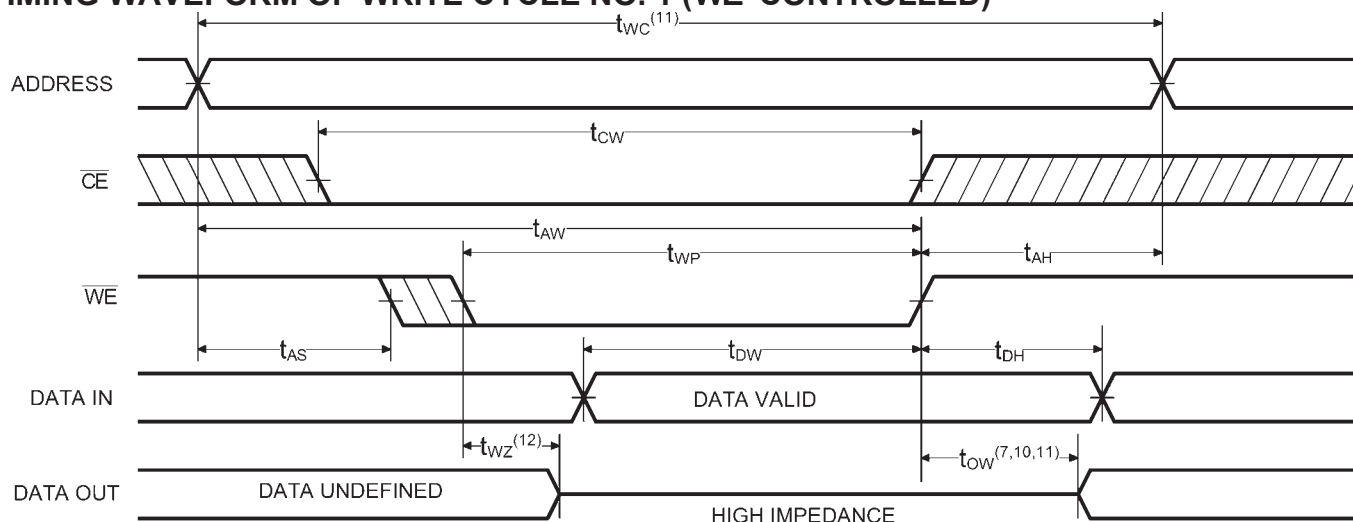 TIMING WAVEFORM OF WRITE CYCLE NO. 1 (WE CONTROLLED)
tWC(11)
ADDRESS
tCW
CE
tAW
tWP
tAH
WE
tAS
tDW
tDH
DATA IN
DATA VALID
tWZ(12)
tOW(7,10,11)
DATA OUT
DATA UNDEFINED
HIGH IMPEDANCE